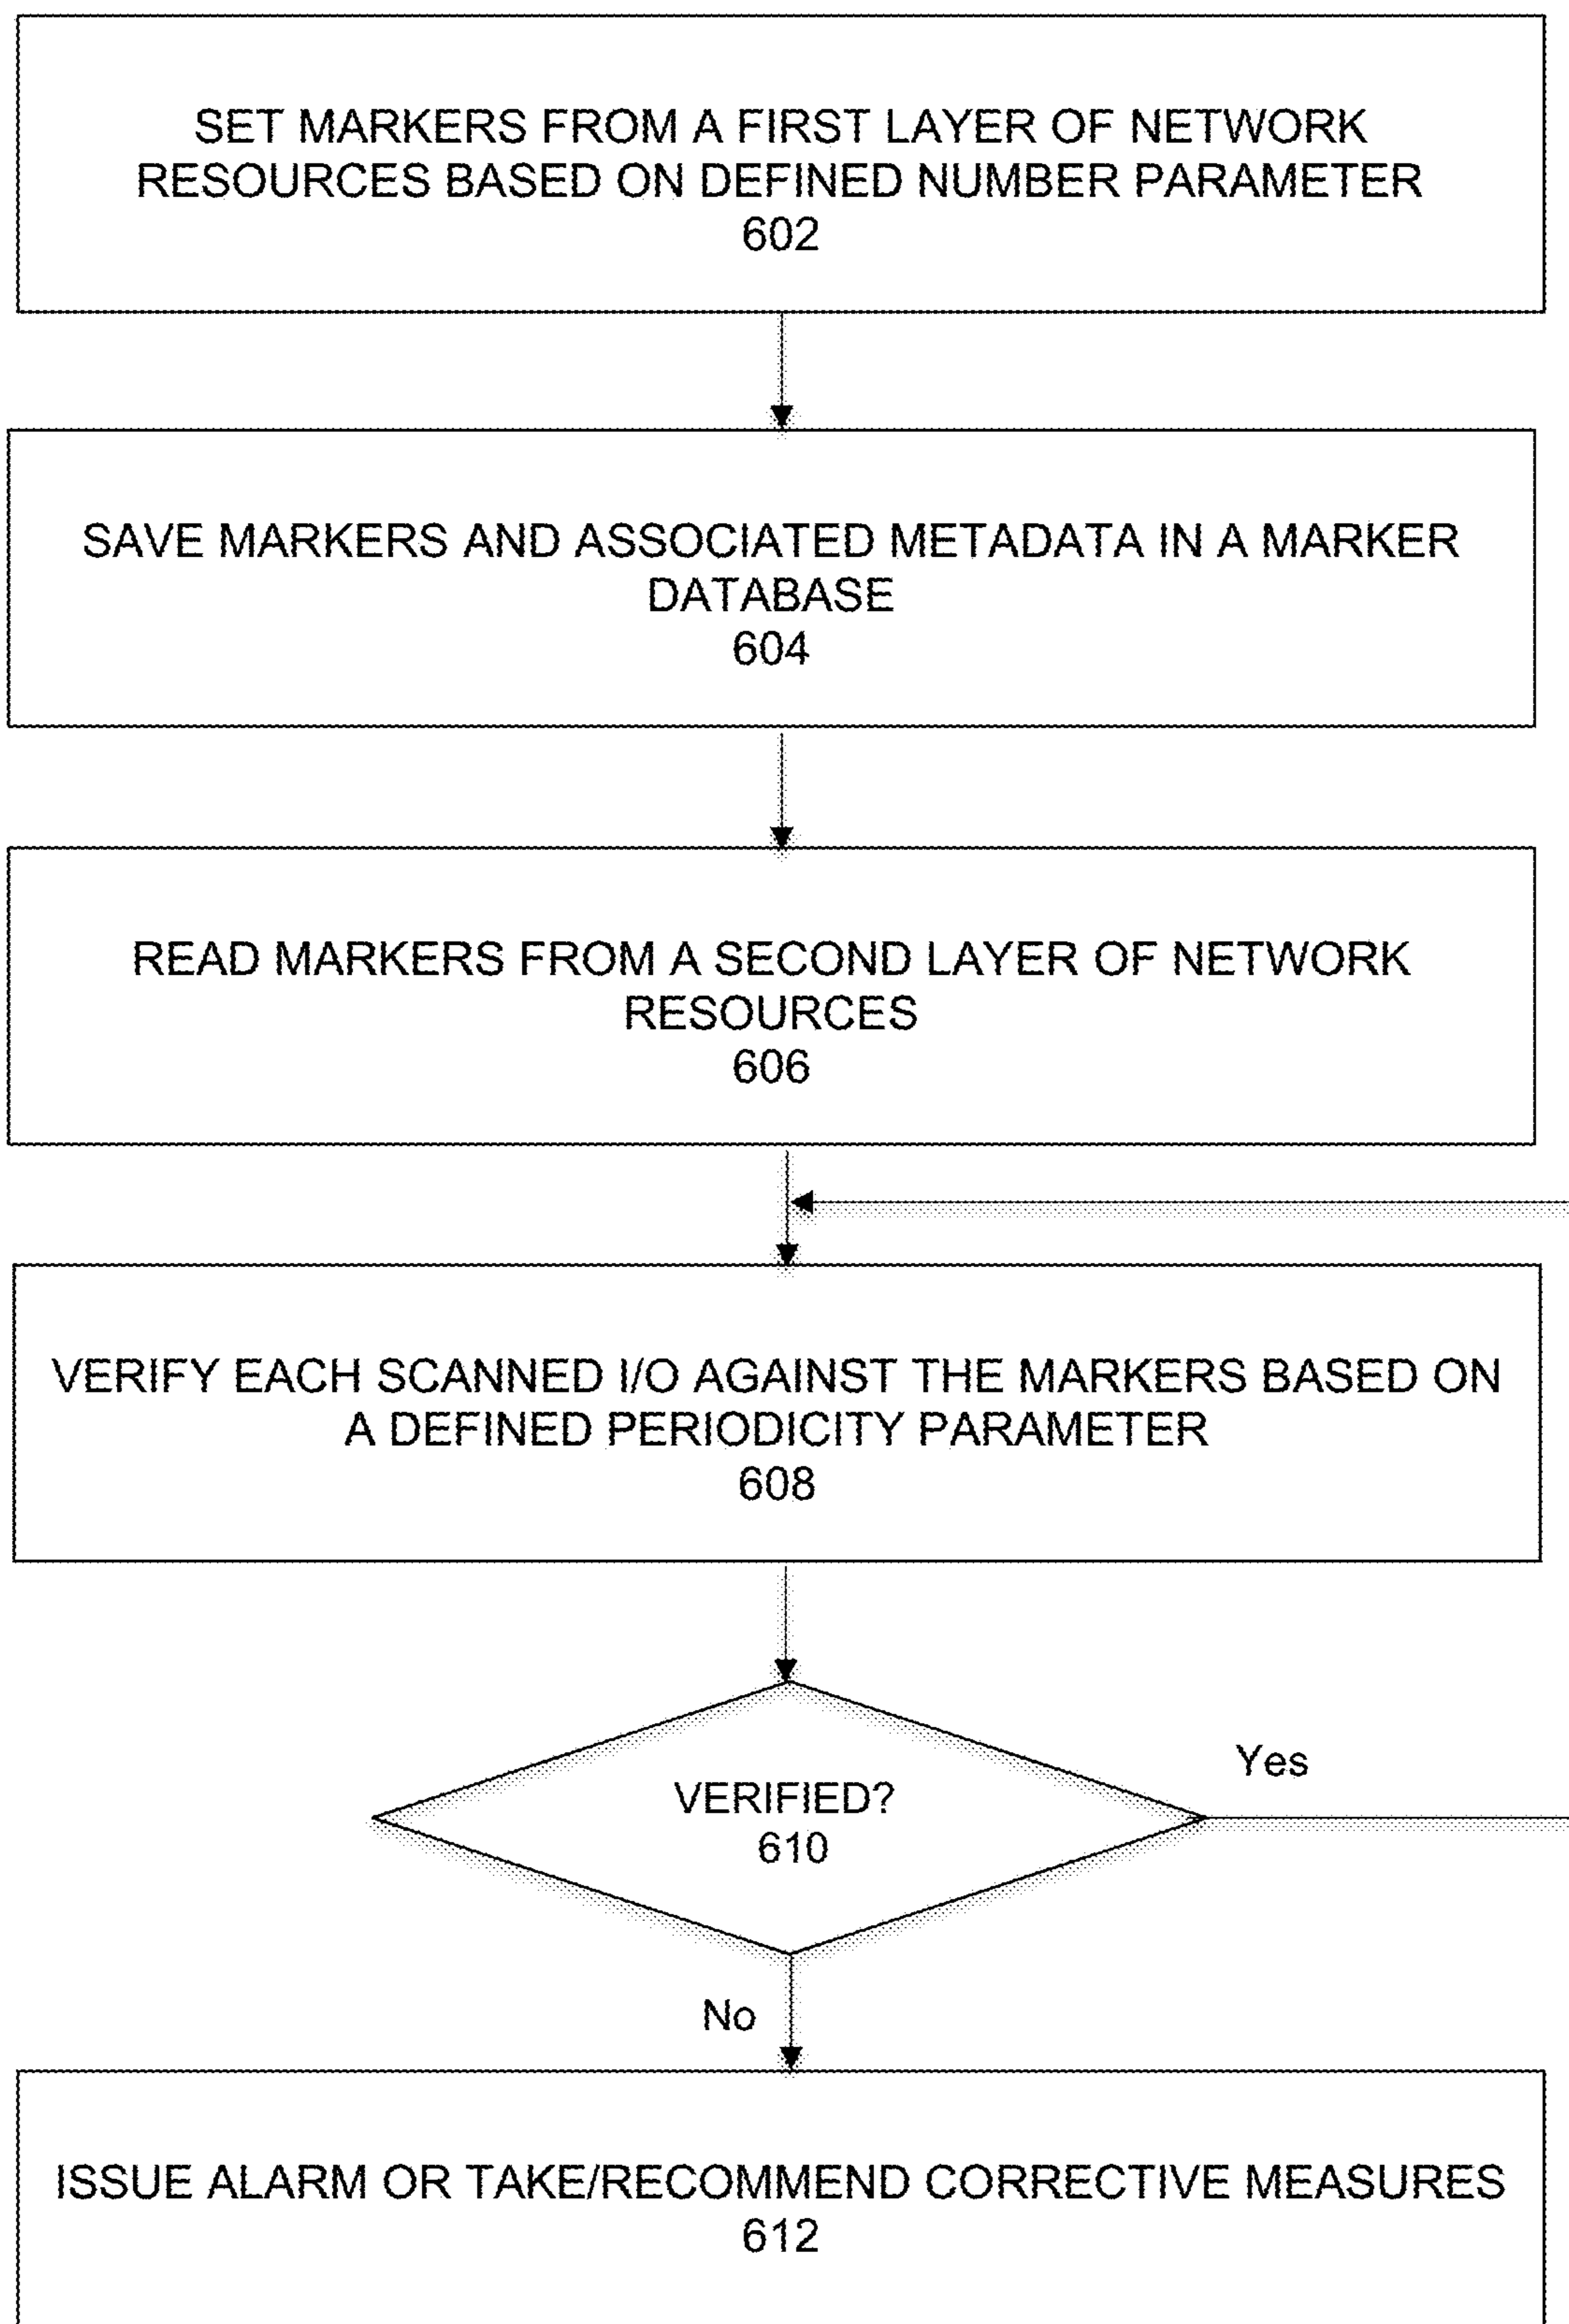 SET MARKERS FROM A FIRST LAYER OF NETWORK
RESOURCES BASED ON DEFINED NUMBER PARAMETER
602
SAVE MARKERS AND ASSOCIATED METADATA IN A MARKER
DATABASE
604
READ MARKERS FROM A SECOND LAYER OF NETWORK
RESOURCES
606
VERIFY EACH SCANNED I/O AGAINST THE MARKERS BASED ON
A DEFINED PERIODICITY PARAMETER
608
Yes
VERIFIED?
610
No
ISSUE ALARM OR TAKE/RECOMMEND CORRECTIVE MEASURES
612